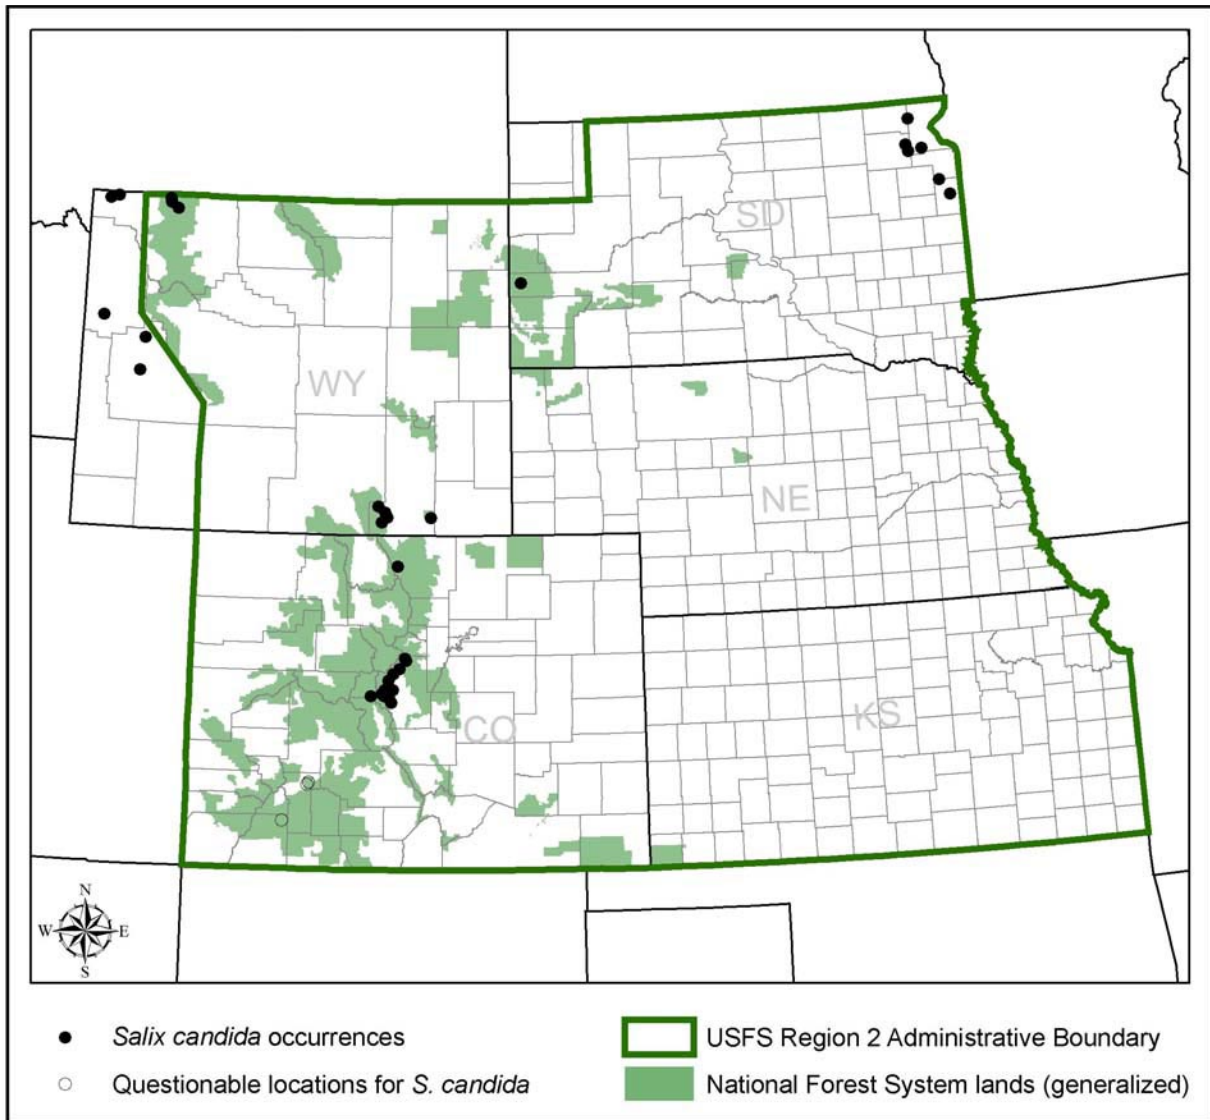 SD
WY
NE
CO
KS
N
W E
S
Salix candida occurrences
USFS Region 2 Administrative Boundary
Questionable locations for S. candida
National Forest System lands (generalized)